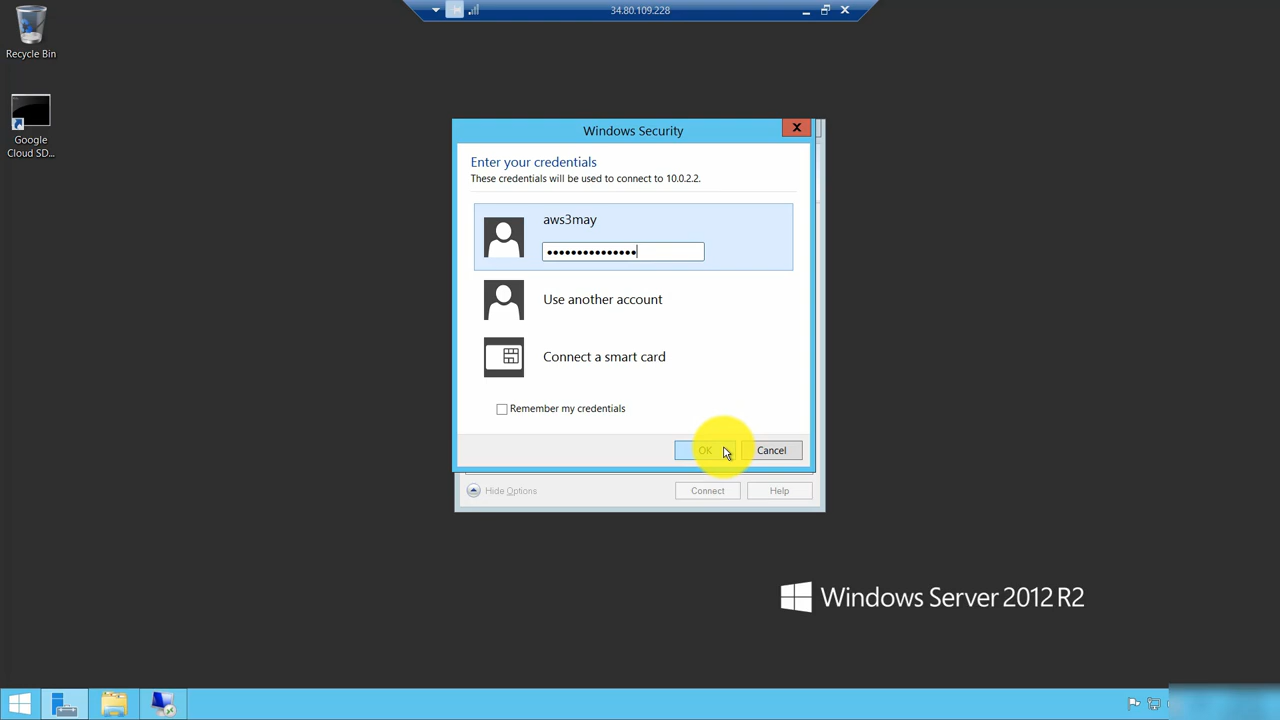 34.80.109.228
Recycle Bin
Google
Cloud SD...
Windows Security
X
Enter your credentials
These credentials will be used to connect to 10.0.2.2.
aws3may
•••••••••••••••
Use another account
Connect a smart card
Remember my credentials
OK
Cancel
Hide Options
Connect
Help
Windows Server 2012 R2